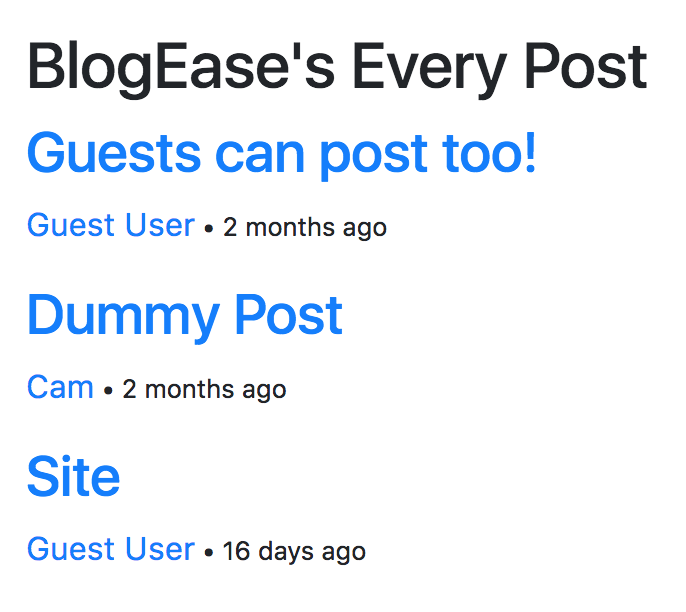 BlogEase's Every Post
Guests can post too!
Guest User • 2 months ago
Dummy Post
Cam • 2 months ago
Site
Guest User • 16 days ago